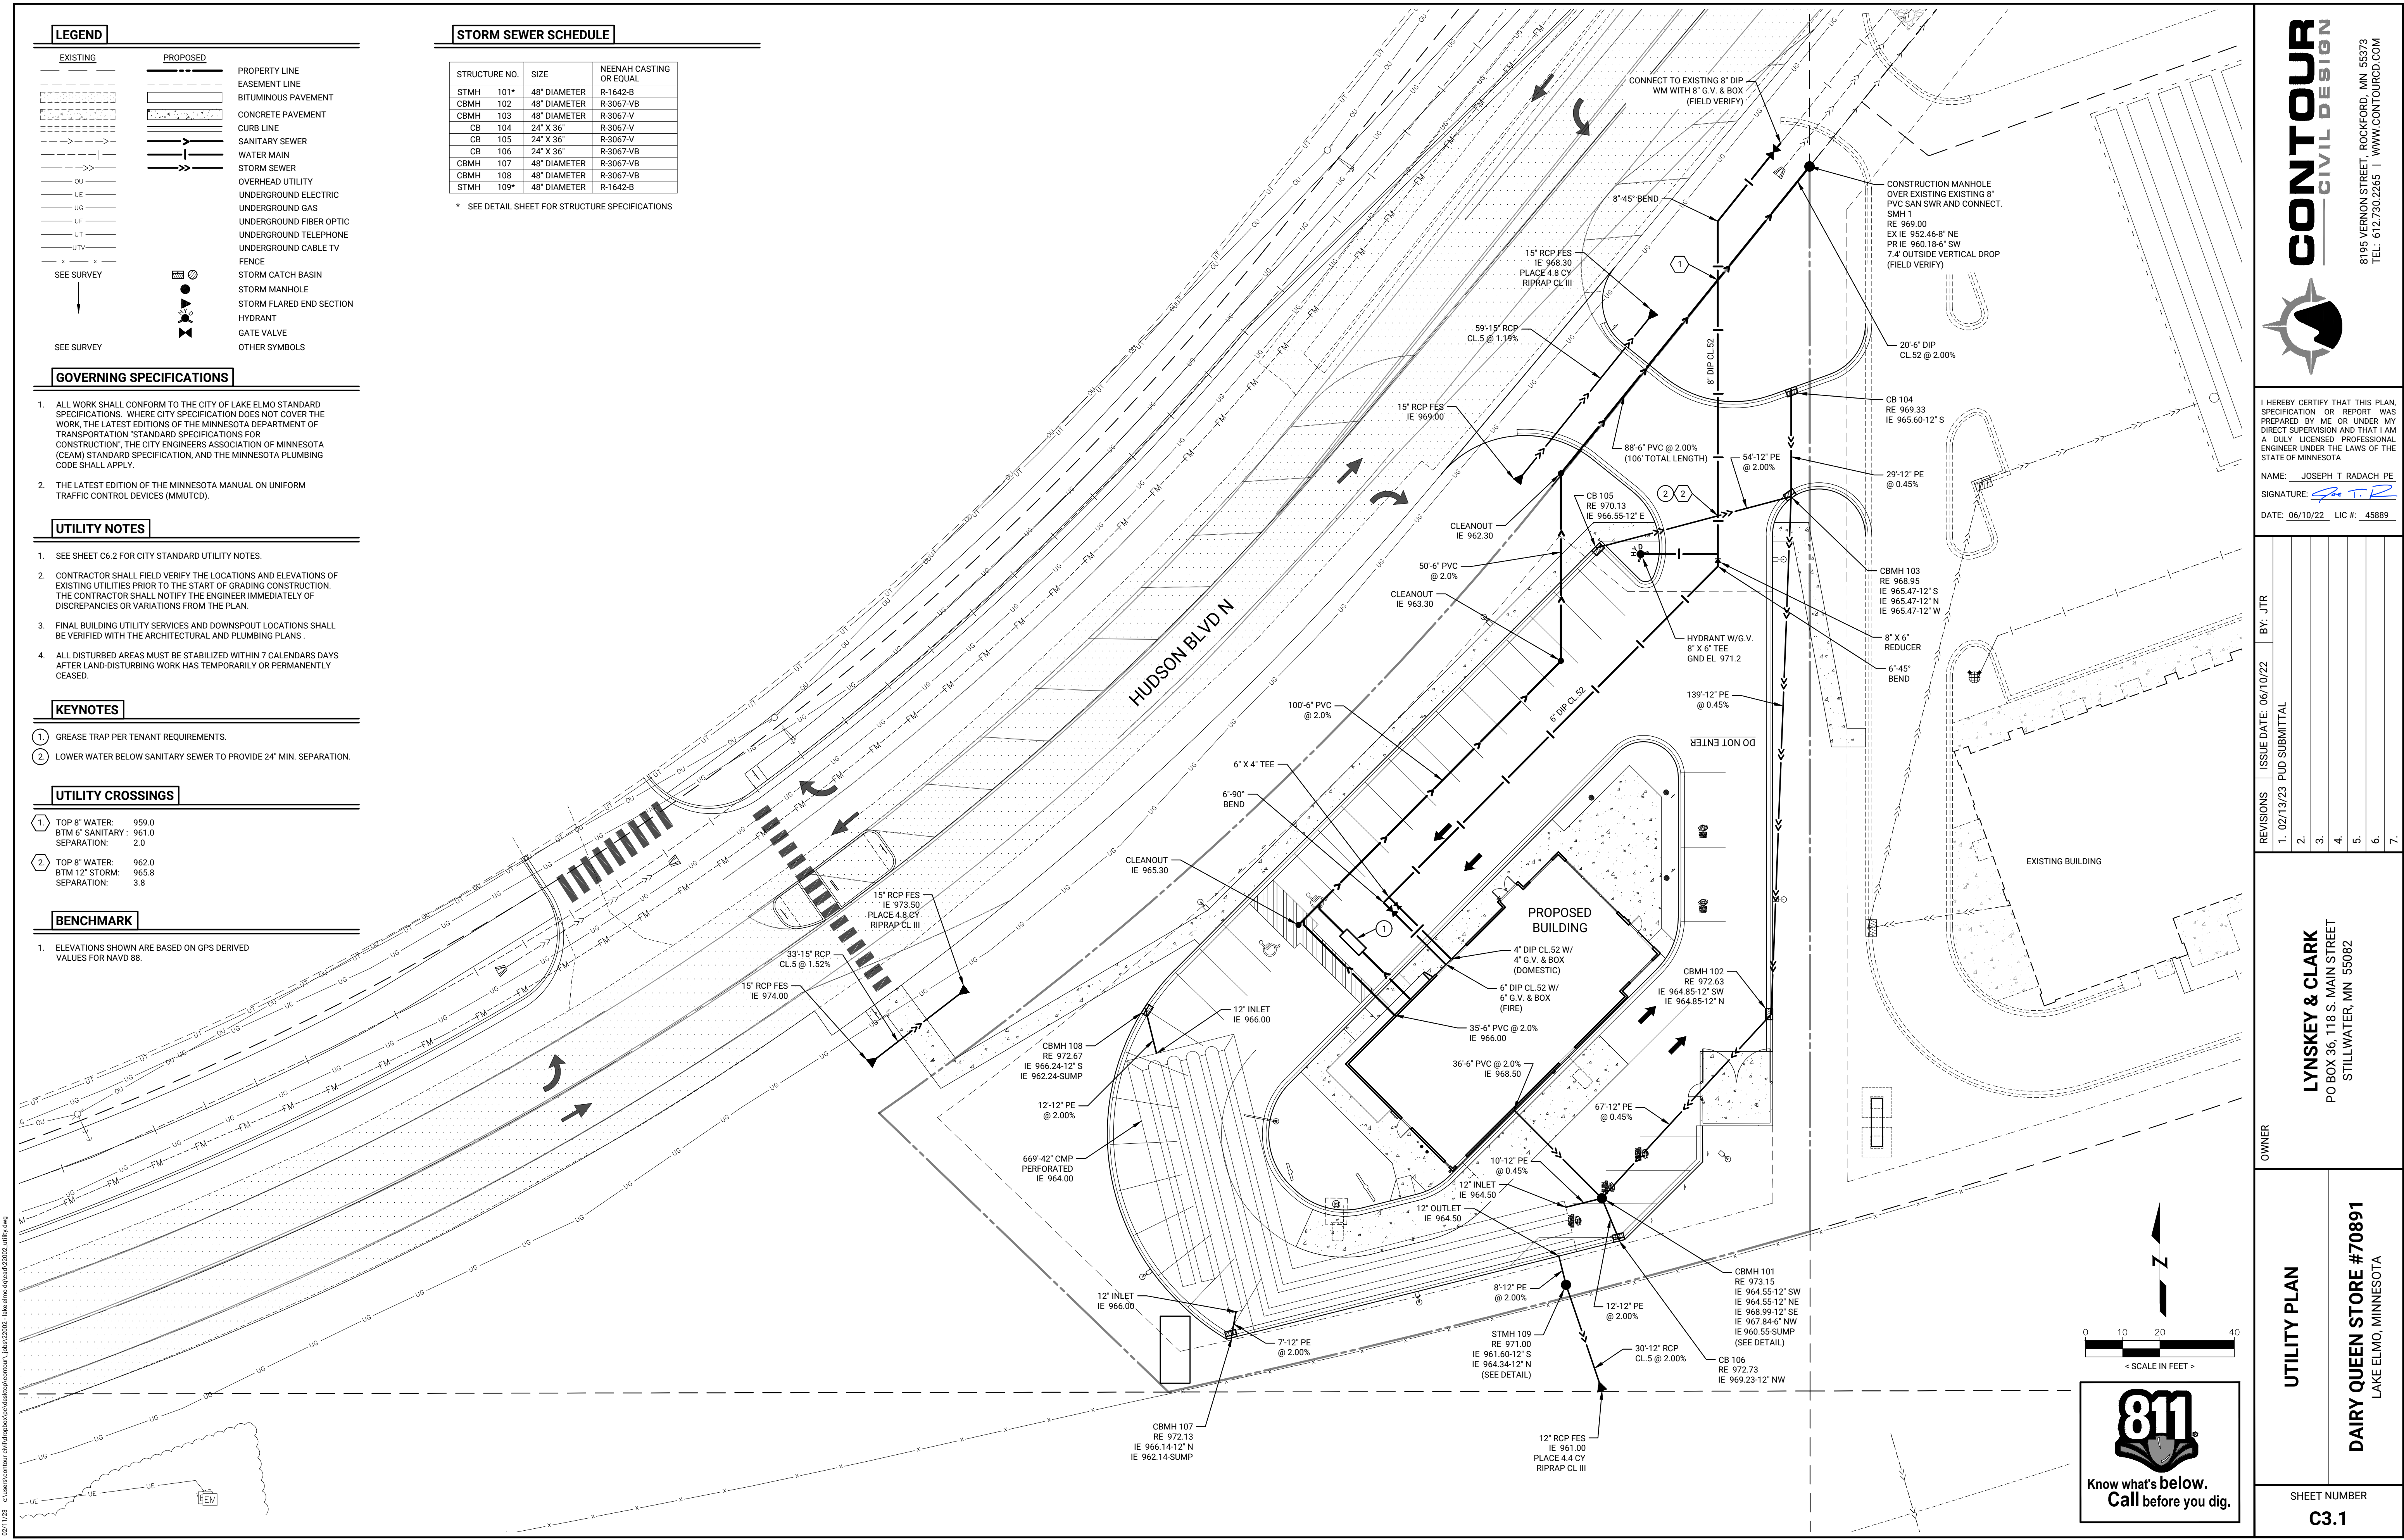 LEGEND
EXISTING PROPOSED
PROPERTY LINE
EASEMENT LINE
BITUMINOUS PAVEMENT
CONCRETE PAVEMENT
CURB LINE
SANITARY SEWER
WATER MAIN
STORM SEWER
OU OVERHEAD UTILITY
UE UNDERGROUND ELECTRIC
UG UNDERGROUND GAS
UF UNDERGROUND FIBER OPTIC
UT UNDERGROUND TELEPHONE
UTV UNDERGROUND CABLE TV
x x FENCE
SEE SURVEY STORM CATCH BASIN
STORM MANHOLE
STORM FLARED END SECTION
HYD HYDRANT
GATE VALVE
SEE SURVEY OTHER SYMBOLS
GOVERNING SPECIFICATIONS
1. ALL WORK SHALL CONFORM TO THE CITY OF LAKE ELMO STANDARD
SPECIFICATIONS. WHERE CITY SPECIFICATION DOES NOT COVER THE
WORK, THE LATEST EDITIONS OF THE MINNESOTA DEPARTMENT OF
TRANSPORTATION "STANDARD SPECIFICATIONS FOR
CONSTRUCTION", THE CITY ENGINEERS ASSOCIATION OF MINNESOTA
(CEAM) STANDARD SPECIFICATION, AND THE MINNESOTA PLUMBING
CODE SHALL APPLY.
2. THE LATEST EDITION OF THE MINNESOTA MANUAL ON UNIFORM
TRAFFIC CONTROL DEVICES (MMUTCD).
UTILITY NOTES
1. SEE SHEET C6.2 FOR CITY STANDARD UTILITY NOTES.
2. CONTRACTOR SHALL FIELD VERIFY THE LOCATIONS AND ELEVATIONS OF
EXISTING UTILITIES PRIOR TO THE START OF GRADING CONSTRUCTION.
THE CONTRACTOR SHALL NOTIFY THE ENGINEER IMMEDIATELY OF
DISCREPANCIES OR VARIATIONS FROM THE PLAN.
3. FINAL BUILDING UTILITY SERVICES AND DOWNSPOUT LOCATIONS SHALL
BE VERIFIED WITH THE ARCHITECTURAL AND PLUMBING PLANS .
4. ALL DISTURBED AREAS MUST BE STABILIZED WITHIN 7 CALENDARS DAYS
AFTER LAND-DISTURBING WORK HAS TEMPORARILY OR PERMANENTLY
CEASED.
KEYNOTES
1. GREASE TRAP PER TENANT REQUIREMENTS.
2. LOWER WATER BELOW SANITARY SEWER TO PROVIDE 24" MIN. SEPARATION.
UTILITY CROSSINGS
1. TOP 8" WATER: 959.0
BTM 6" SANITARY : 961.0
SEPARATION: 2.0
2. TOP 8" WATER: 962.0
BTM 12" STORM: 965.8
SEPARATION: 3.8
BENCHMARK
1. ELEVATIONS SHOWN ARE BASED ON GPS DERIVED
VALUES FOR NAVD 88.
STORM SEWER SCHEDULE
STRUCTURE NO. SIZE NEENAH CASTING
OR EQUAL
STMH 101* 48" DIAMETER R-1642-B
CBMH 102 48" DIAMETER R-3067-VB
CBMH 103 48" DIAMETER R-3067-V
CB 104 24" X 36" R-3067-V
CB 105 24" X 36" R-3067-V
CB 106 24" X 36" R-3067-VB
CBMH 107 48" DIAMETER R-3067-VB
CBMH 108 48" DIAMETER R-3067-VB
STMH 109* 48" DIAMETER R-1642-B
* SEE DETAIL SHEET FOR STRUCTURE SPECIFICATIONS
CONNECT TO EXISTING 8" DIP
WM WITH 8" G.V. & BOX
(FIELD VERIFY)
8"-45° BEND
CONSTRUCTION MANHOLE
OVER EXISTING EXISTING 8"
PVC SAN SWR AND CONNECT.
SMH 1
RE 969.00
EX IE 952.46-8" NE
PR IE 960.18-6" SW
7.4' OUTSIDE VERTICAL DROP
(FIELD VERIFY)
15" RCP FES
IE 968.30
PLACE 4.8 CY
RIPRAP CL III
1
59'-15" RCP
CL.5 @ 1.19%
8" DIP CL.52
20'-6" DIP
CL.52 @ 2.00%
15" RCP FES
IE 969.00
CB 104
RE 969.33
IE 965.60-12" S
88'-6" PVC @ 2.00%
(106' TOTAL LENGTH)
54'-12" PE
@ 2.00%
29'-12" PE
@ 0.45%
2 2
CB 105
RE 970.13
IE 966.55-12" E
CLEANOUT
IE 962.30
50'-6" PVC
@ 2.0%
CLEANOUT
IE 963.30
CBMH 103
RE 968.95
IE 965.47-12" S
IE 965.47-12" N
IE 965.47-12" W
HYD
HYDRANT W/G.V.
8" X 6" TEE
GND EL 971.2
8" X 6"
REDUCER
6"-45°
BEND
HUDSON BLVD N
6" DIP CL.52
139'-12" PE
@ 0.45%
100'-6" PVC
@ 2.0%
DO NOT ENTER
6" X 4" TEE
6"-90°
BEND
CLEANOUT
IE 965.30
1
EXISTING BUILDING
15" RCP FES
IE 973.50
PLACE 4.8 CY
RIPRAP CL III
PROPOSED
BUILDING
33'-15" RCP
CL.5 @ 1.52%
4" DIP CL.52 W/
4" G.V. & BOX
(DOMESTIC)
15" RCP FES
IE 974.00
6" DIP CL.52 W/
6" G.V. & BOX
(FIRE)
CBMH 102
RE 972.63
IE 964.85-12" SW
IE 964.85-12" N
12" INLET
IE 966.00
35'-6" PVC @ 2.0%
IE 966.00
CBMH 108
RE 972.67
IE 966.24-12" S
IE 962.24-SUMP
36'-6" PVC @ 2.0%
IE 968.50
12'-12" PE
@ 2.00%
67'-12" PE
@ 0.45%
669'-42" CMP
PERFORATED
IE 964.00
10'-12" PE
@ 0.45%
12" INLET
IE 964.50
12" OUTLET
IE 964.50
12" INLET
IE 966.00
8'-12" PE
@ 2.00%
12'-12" PE
@ 2.00%
CBMH 101
RE 973.15
IE 964.55-12" SW
IE 964.55-12" NE
IE 968.99-12" SE
IE 967.84-6" NW
IE 960.55-SUMP
(SEE DETAIL)
7'-12" PE
@ 2.00%
STMH 109
RE 971.00
IE 961.60-12" S
IE 964.34-12" N
(SEE DETAIL)
30'-12" RCP
CL.5 @ 2.00%
CB 106
RE 972.73
IE 969.23-12" NW
CBMH 107
RE 972.13
IE 966.14-12" N
IE 962.14-SUMP
12" RCP FES
IE 961.00
PLACE 4.4 CY
RIPRAP CL III
EM
N
0 10 20 40
< SCALE IN FEET >
811
Know what's below.
Call before you dig.
CONTOUR
CIVIL DESIGN
8195 VERNON STREET, ROCKFORD, MN 55373
TEL: 612.730.2265 | WWW.CONTOURCD.COM
I HEREBY CERTIFY THAT THIS PLAN,
SPECIFICATION OR REPORT WAS
PREPARED BY ME OR UNDER MY
DIRECT SUPERVISION AND THAT I AM
A DULY LICENSED PROFESSIONAL
ENGINEER UNDER THE LAWS OF THE
STATE OF MINNESOTA
NAME: JOSEPH T RADACH PE
SIGNATURE: Joe T. R
DATE: 06/10/22 LIC #: 45889
REVISIONS ISSUE DATE: 06/10/22 BY: JTR
1. 02/13/23 PUD SUBMITTAL
2.
3.
4.
5.
6.
7.
OWNER
LYNSKEY & CLARK
PO BOX 36, 118 S. MAIN STREET
STILLWATER, MN 55082
UTILITY PLAN
DAIRY QUEEN STORE #70891
LAKE ELMO, MINNESOTA
SHEET NUMBER
C3.1